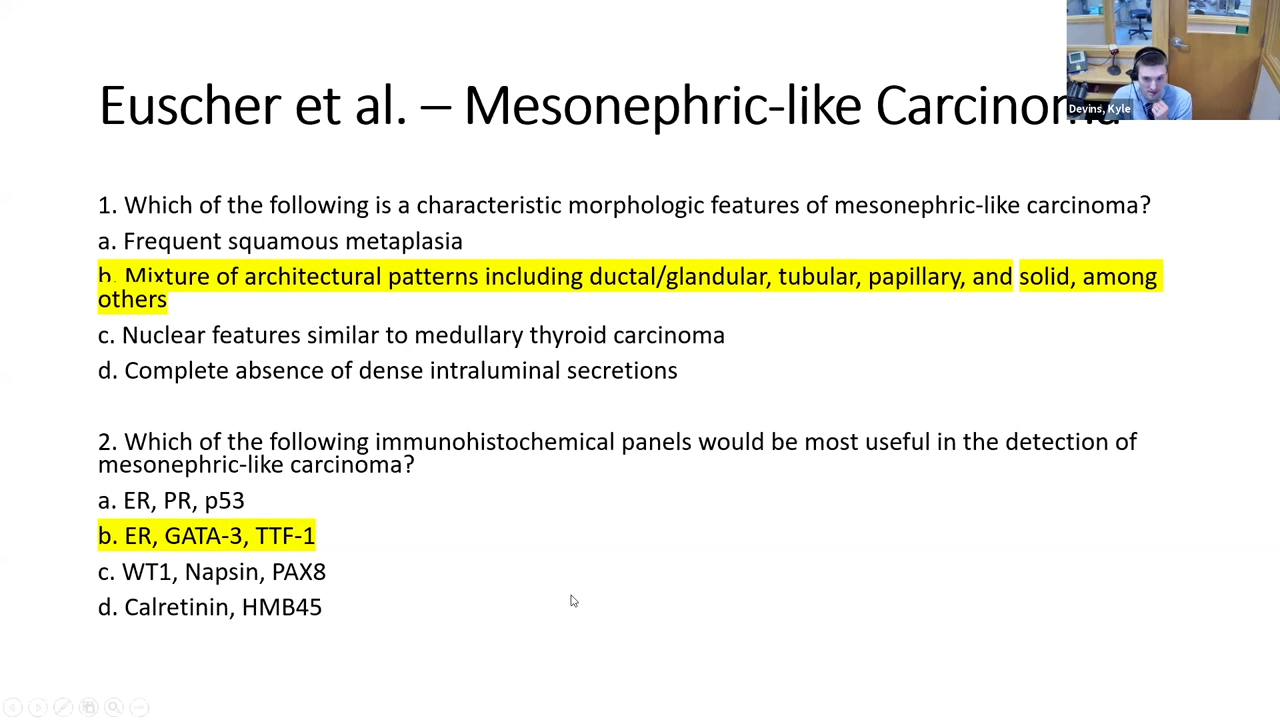 Euscher et al. – Mesonephric-like Carcinoma
Devins, Kyle
1. Which of the following is a characteristic morphologic features of mesonephric-like carcinoma?
a. Frequent squamous metaplasia
b. Mixture of architectural patterns including ductal/glandular, tubular, papillary, and solid, among
others
c. Nuclear features similar to medullary thyroid carcinoma
d. Complete absence of dense intraluminal secretions
2. Which of the following immunohistochemical panels would be most useful in the detection of
mesonephric-like carcinoma?
a. ER, PR, p53
b. ER, GATA-3, TTF-1
c. WT1, Napsin, PAX8
d. Calretinin, HMB45